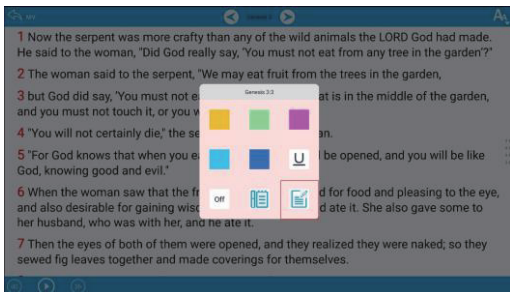 Genesis 3
A
1 Now the serpent was more crafty than any of the wild animals the LORD God had made.
He said to the woman, "Did God really say, 'You must not eat from any tree in the garden'?"
2 The woman said to the serpent, "We may eat fruit from the trees in the garden,
3 but God did say, 'You must not ea at is in the middle of the garden,
and you must not touch it, or you w
4 "You will not certainly die," the se an.
5 "For God knows that when you ea l be opened, and you will be like
God, knowing good and evil."
6 When the woman saw that the fr d for food and pleasing to the eye,
and also desirable for gaining wisd d ate it. She also gave some to
her husband, who was with her, and he ate it.
7 Then the eyes of both of them were opened, and they realized they were naked; so they
sewed fig leaves together and made coverings for themselves.
Genesis 3:3
U
Off